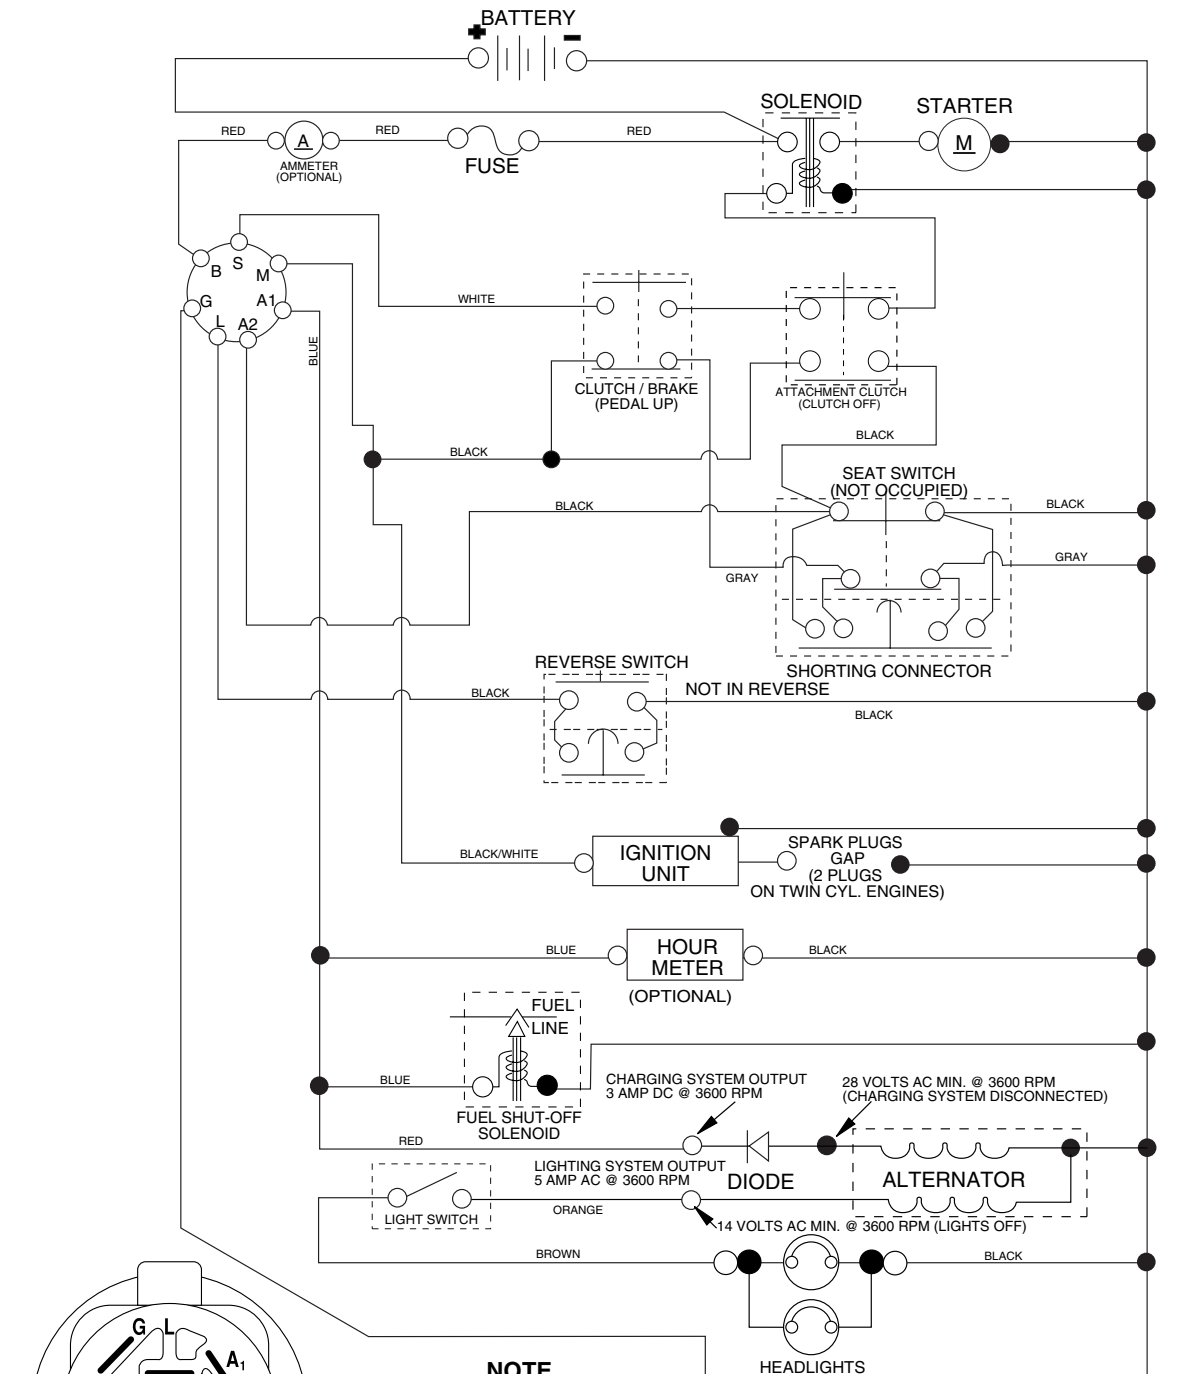 BATTERY
SOLENOID
STARTER
RED
A
RED
RED
M
AMMETER
(OPTIONAL)
FUSE
B
S
M
G
A1
L
A2
BLUE
WHITE
CLUTCH / BRAKE
(PEDAL UP)
ATTACHMENT CLUTCH
(CLUTCH OFF)
BLACK
BLACK
SEAT SWITCH
(NOT OCCUPIED)
BLACK
BLACK
GRAY
GRAY
SHORTING CONNECTOR
REVERSE SWITCH
NOT IN REVERSE
BLACK
BLACK
BLACK/WHITE
IGNITION
UNIT
SPARK PLUGS
GAP
(2 PLUGS
ON TWIN CYL. ENGINES)
BLUE
HOUR
METER
BLACK
(OPTIONAL)
FUEL
LINE
BLUE
FUEL SHUT-OFF
SOLENOID
CHARGING SYSTEM OUTPUT
3 AMP DC @ 3600 RPM
28 VOLTS AC MIN. @ 3600 RPM
(CHARGING SYSTEM DISCONNECTED)
RED
LIGHTING SYSTEM OUTPUT
5 AMP AC @ 3600 RPM
DIODE
ALTERNATOR
LIGHT SWITCH
ORANGE
14 VOLTS AC MIN. @ 3600 RPM (LIGHTS OFF)
BROWN
BLACK
G
L
A1
NOTE
HEADLIGHTS